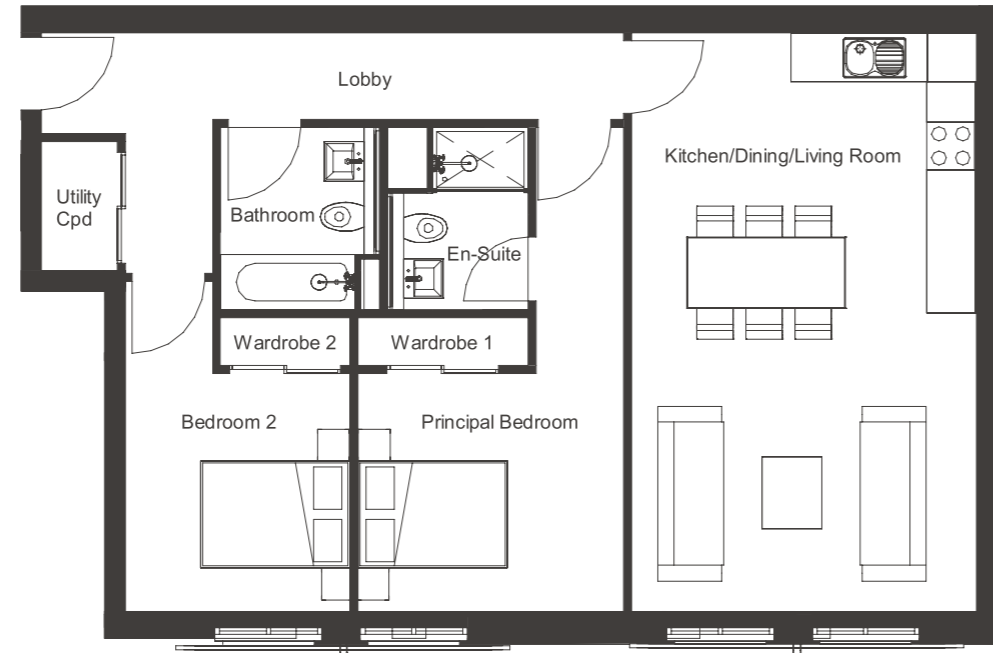 Lobby
Kitchen/Dining/Living Room
Utility
Cpd
Bathroom
En-Suite
Wardrobe 2
Wardrobe 1
Bedroom 2
Principal Bedroom